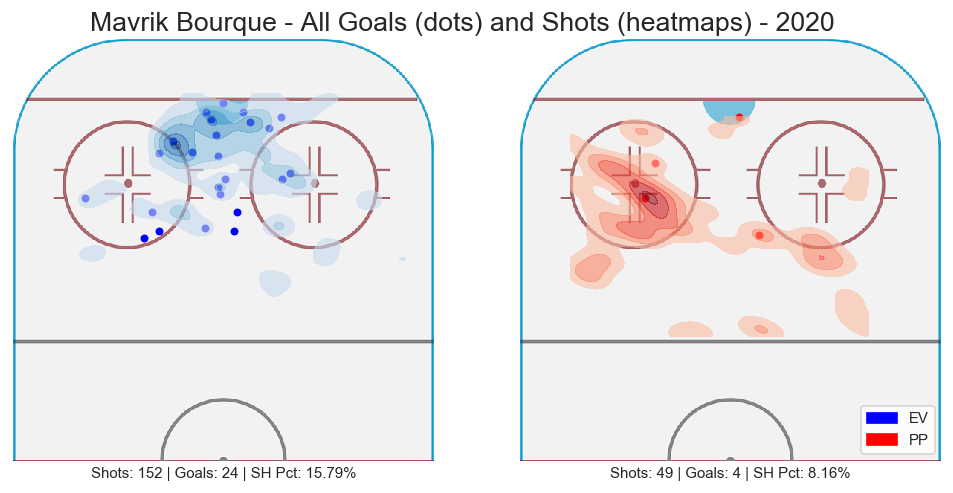 Mavrik Bourque - All Goals (dots) and Shots (heatmaps) - 2020
EV
PP
Shots: 152 | Goals: 24 | SH Pct: 15.79%
Shots: 49 | Goals: 4 | SH Pct: 8.16%